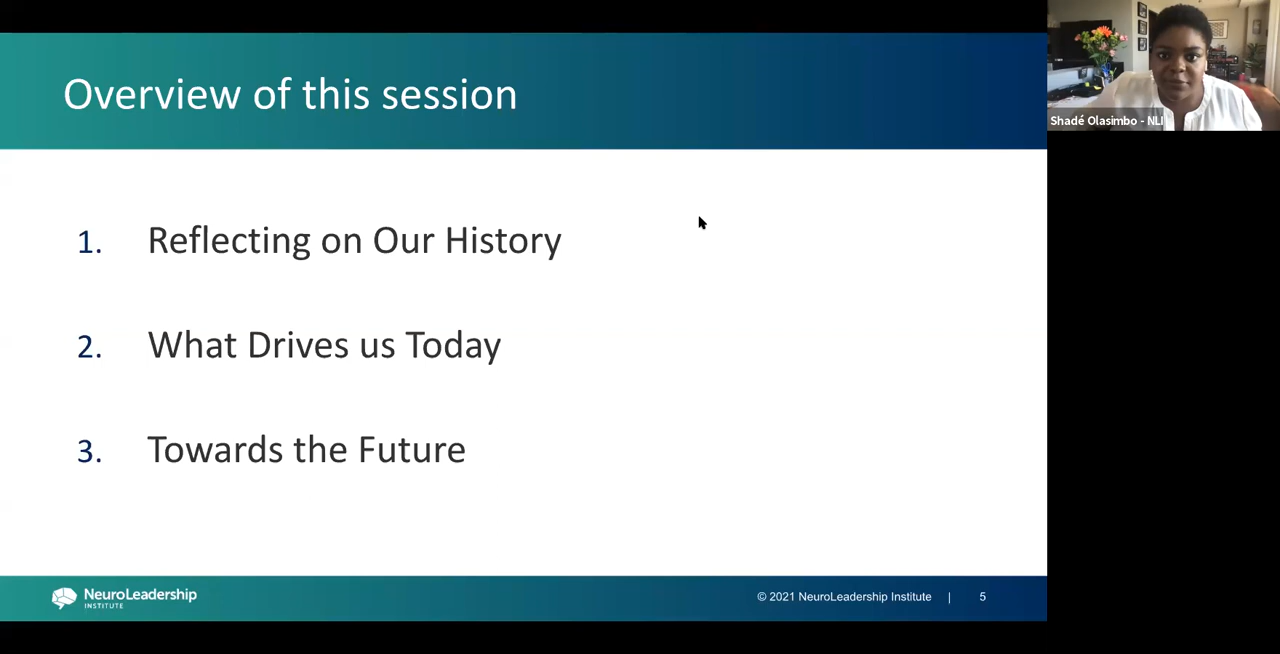 Overview of this session
Shadé Olasimbo - NLI
1. Reflecting on Our History
2. What Drives us Today
3. Towards the Future
NeuroLeadership
INSTITUTE
© 2021 NeuroLeadership Institute | 5